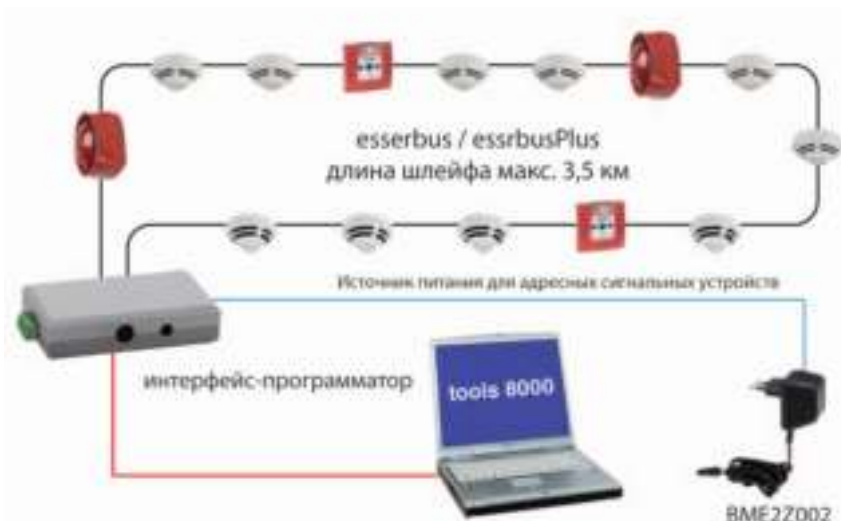 esserbus / essrbusPlus
длина шлейфа макс. 3,5 км
Источник питания для адресных сигнальных устройств
интерфейс-программатор
tools 8000
BME2Z002